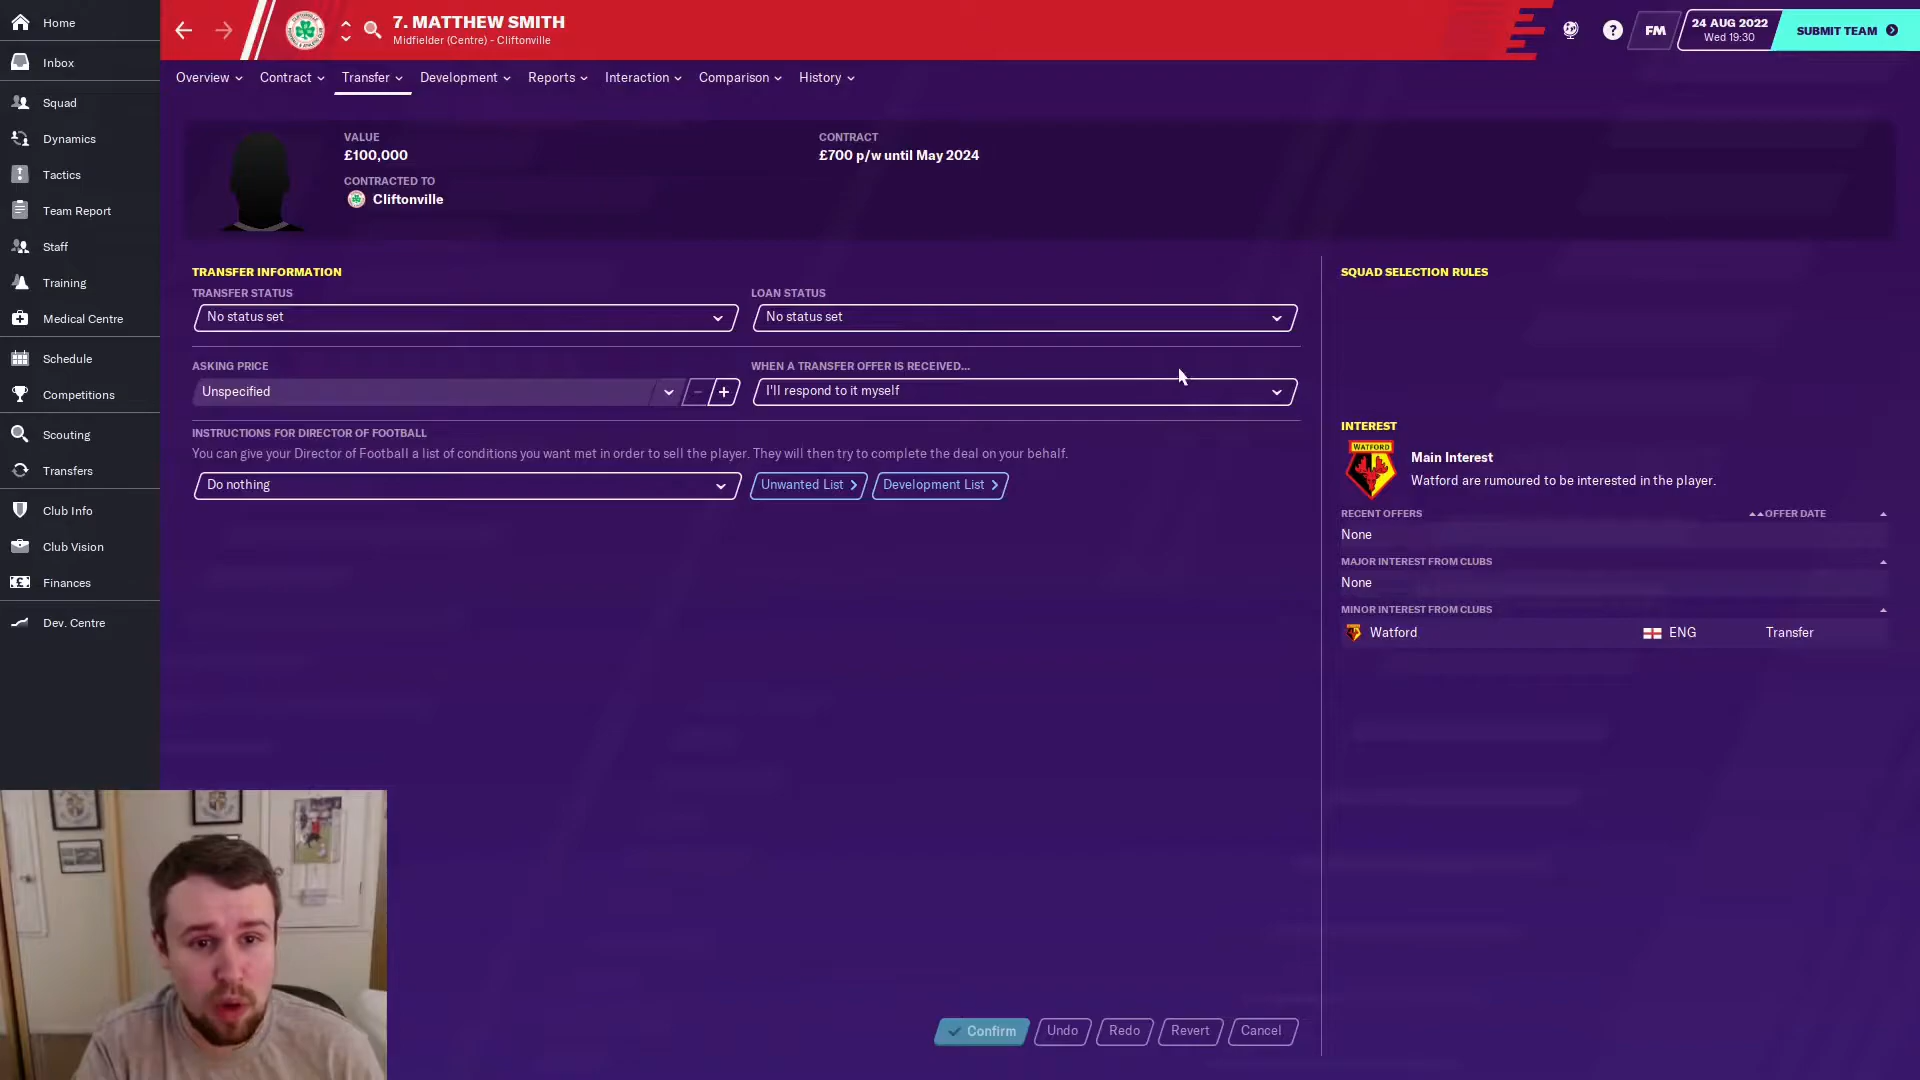 Home
Inbox
Squad
Dynamics
Tactics
Team Report
Staff
Training
Medical Centre
Schedule
Competitions
Scouting
Transfers
Club Info
Club Vision
Finances
Dev. Centre
7. MATTHEW SMITH
Midfielder (Centre) - Cliftonville
?
FM
24 AUG 2022
Wed 19:30
SUBMIT TEAM
Overview Contract Transfer Development Reports Interaction Comparison History
VALUE
£100,000
CONTRACTED TO
Cliftonville
CONTRACT
£700 p/w until May 2024
TRANSFER INFORMATION
TRANSFER STATUS
No status set
LOAN STATUS
No status set
ASKING PRICE
Unspecified
- +
WHEN A TRANSFER OFFER IS RECEIVED...
I'll respond to it myself
INSTRUCTIONS FOR DIRECTOR OF FOOTBALL
You can give your Director of Football a list of conditions you want met in order to sell the player. They will then try to complete the deal on your behalf.
Do nothing Unwanted List Development List
SQUAD SELECTION RULES
INTEREST
WATFORD
Main Interest
Watford are rumoured to be interested in the player.
RECENT OFFERS OFFER DATE
None
MAJOR INTEREST FROM CLUBS
None
MINOR INTEREST FROM CLUBS
Watford ENG Transfer
Confirm Undo Redo Revert Cancel